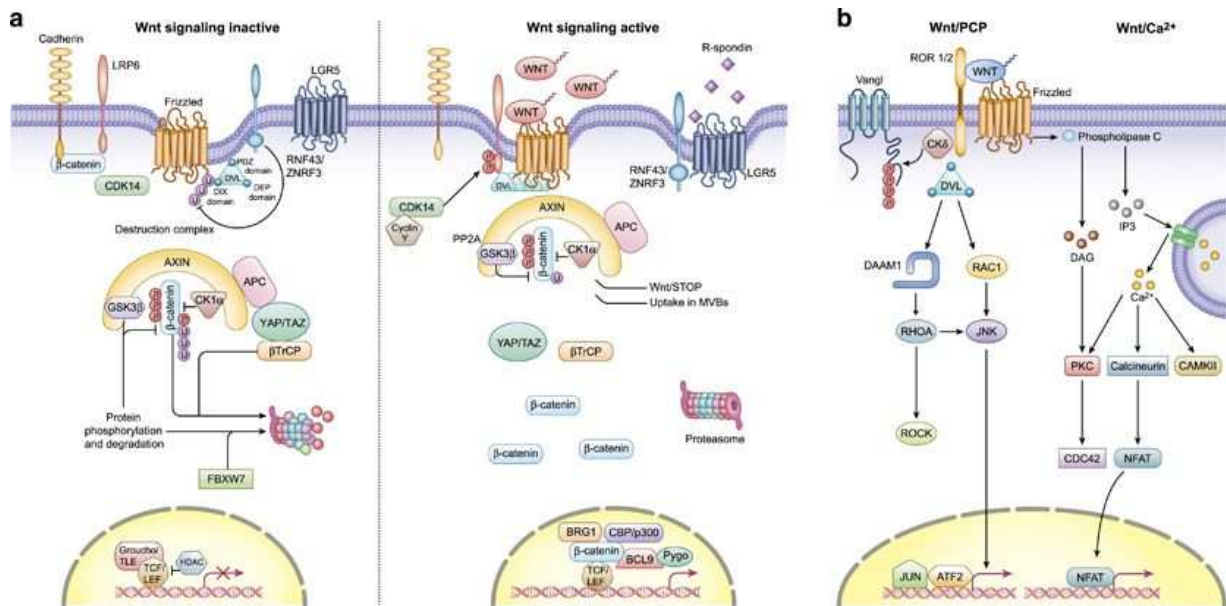 a
Wnt signaling inactive
Cadherin
LRP6
Frizzled
LGR5
β-catenin
CDK14
PDZ
domain
DVL
DIX
domain
DEP
domain
U
U
U
U
RNF43/
ZNRF3
Destruction complex
AXIN
APC
GSK3β
P
P
P
β-catenin
CK1α
P
U
U
U
YAP/TAZ
βTrCP
Protein
phosphorylation
and degradation
FBXW7
Groucho/
TLE
TCF/
LEF
HDAC
Wnt signaling active
WNT
WNT
WNT
R-spondin
P
P
DVL
RNF43/
ZNRF3
LGR5
CDK14
Cyclin
Y
AXIN
APC
PP2A
GSK3β
P
P
P
β-catenin
CK1α
U
Wnt/STOP
Uptake in MVBs
YAP/TAZ
βTrCP
β-catenin
β-catenin
β-catenin
Proteasome
BRG1
CBP/p300
β-catenin
BCL9
Pygo
TCF/
LEF
b
Wnt/PCP
Wnt/Ca²⁺
ROR 1/2
WNT
Vangl
Frizzled
CKδ
P
P
P
P
DVL
Phospholipase C
IP3
DAG
Ca²⁺
DAAM1
RAC1
RHOA
JNK
ROCK
PKC
Calcineurin
CAMKII
CDC42
NFAT
JUN
ATF2
NFAT